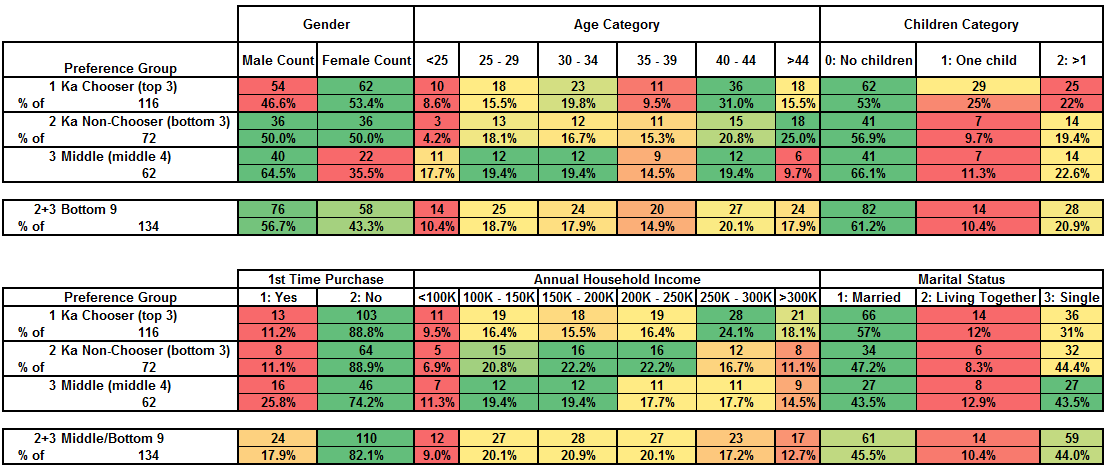 Gender Age Category Children Category
Preference Group Male Count Female Count <25 25 - 29 30 - 34 35 - 39 40 - 44 >44 0: No children 1: One child 2: >1
1 Ka Chooser (top 3) 54 62 10 18 23 11 36 18 62 29 25
% of 116 46.6% 53.4% 8.6% 15.5% 19.8% 9.5% 31.0% 15.5% 53% 25% 22%
2 Ka Non-Chooser (bottom 3) 36 36 3 13 12 11 15 18 41 7 14
% of 72 50.0% 50.0% 4.2% 18.1% 16.7% 15.3% 20.8% 25.0% 56.9% 9.7% 19.4%
3 Middle (middle 4) 40 22 11 12 12 9 12 6 41 7 14
62 64.5% 35.5% 17.7% 19.4% 19.4% 14.5% 19.4% 9.7% 66.1% 11.3% 22.6%
2+3 Bottom 9 76 58 14 25 24 20 27 24 82 14 28
% of 134 56.7% 43.3% 10.4% 18.7% 17.9% 14.9% 20.1% 17.9% 61.2% 10.4% 20.9%
1st Time Purchase Annual Household Income Marital Status
Preference Group 1: Yes 2: No <100K 100K - 150K 150K - 200K 200K - 250K 250K - 300K >300K 1: Married 2: Living Together 3: Single
1 Ka Chooser (top 3) 13 103 11 19 18 19 28 21 66 14 36
% of 116 11.2% 88.8% 9.5% 16.4% 15.5% 16.4% 24.1% 18.1% 57% 12% 31%
2 Ka Non-Chooser (bottom 3) 8 64 5 15 16 16 12 8 34 6 32
% of 72 11.1% 88.9% 6.9% 20.8% 22.2% 22.2% 16.7% 11.1% 47.2% 8.3% 44.4%
3 Middle (middle 4) 16 46 7 12 12 11 11 9 27 8 27
62 25.8% 74.2% 11.3% 19.4% 19.4% 17.7% 17.7% 14.5% 43.5% 12.9% 43.5%
2+3 Middle/Bottom 9 24 110 12 27 28 27 23 17 61 14 59
% of 134 17.9% 82.1% 9.0% 20.1% 20.9% 20.1% 17.2% 12.7% 45.5% 10.4% 44.0%